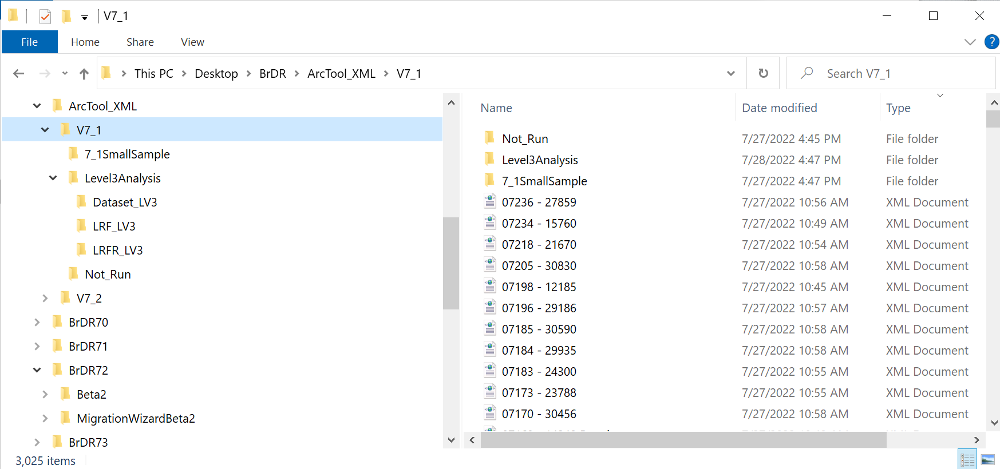 V7_1
File Home Share View ?
This PC Desktop BrDR ArcTool_XML V7_1 Search V7_1
ArcTool_XML
V7_1
7_1SmallSample
Level3Analysis
Dataset_LV3
LRF_LV3
LRFR_LV3
Not_Run
V7_2
BrDR70
BrDR71
BrDR72
Beta2
MigrationWizardBeta2
BrDR73
Name Date modified Type
Not_Run 7/27/2022 4:45 PM File folder
Level3Analysis 7/28/2022 4:47 PM File folder
7_1SmallSample 7/27/2022 4:47 PM File folder
07236 - 27859 7/27/2022 10:56 AM XML Document
07234 - 15760 7/27/2022 10:49 AM XML Document
07218 - 21670 7/27/2022 10:54 AM XML Document
07205 - 30830 7/27/2022 10:58 AM XML Document
07198 - 12185 7/27/2022 10:45 AM XML Document
07196 - 29186 7/27/2022 10:57 AM XML Document
07185 - 30590 7/27/2022 10:58 AM XML Document
07184 - 29935 7/27/2022 10:58 AM XML Document
07183 - 24300 7/27/2022 10:55 AM XML Document
07173 - 23788 7/27/2022 10:55 AM XML Document
07170 - 30456 7/27/2022 10:58 AM XML Document
3,025 items